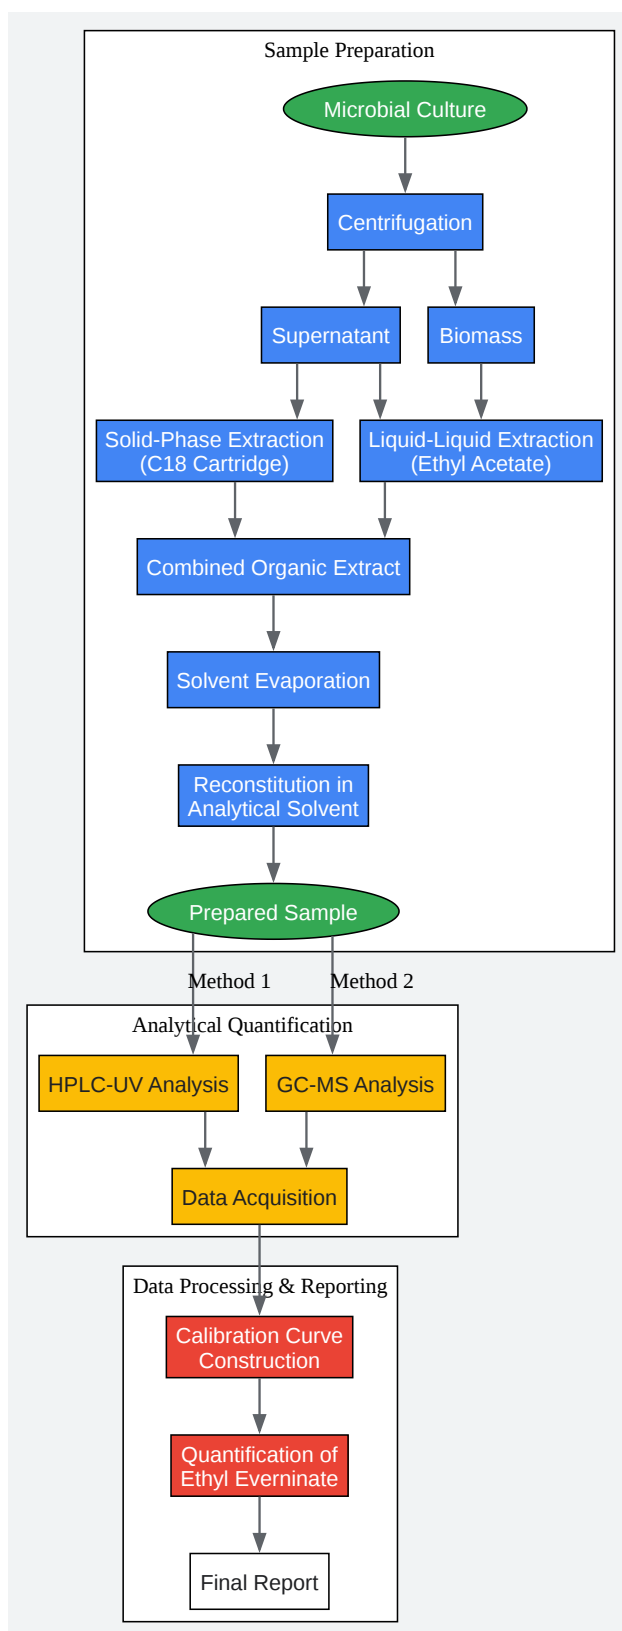 Sample Preparation
Microbial Culture
Centrifugation
Supernatant
Biomass
Solid-Phase Extraction
(C18 Cartridge)
Liquid-Liquid Extraction
(Ethyl Acetate)
Combined Organic Extract
Solvent Evaporation
Reconstitution in
Analytical Solvent
Prepared Sample
Method 1
Method 2
Analytical Quantification
HPLC-UV Analysis
GC-MS Analysis
Data Acquisition
Data Processing & Reporting
Calibration Curve
Construction
Quantification of
Ethyl Everninate
Final Report